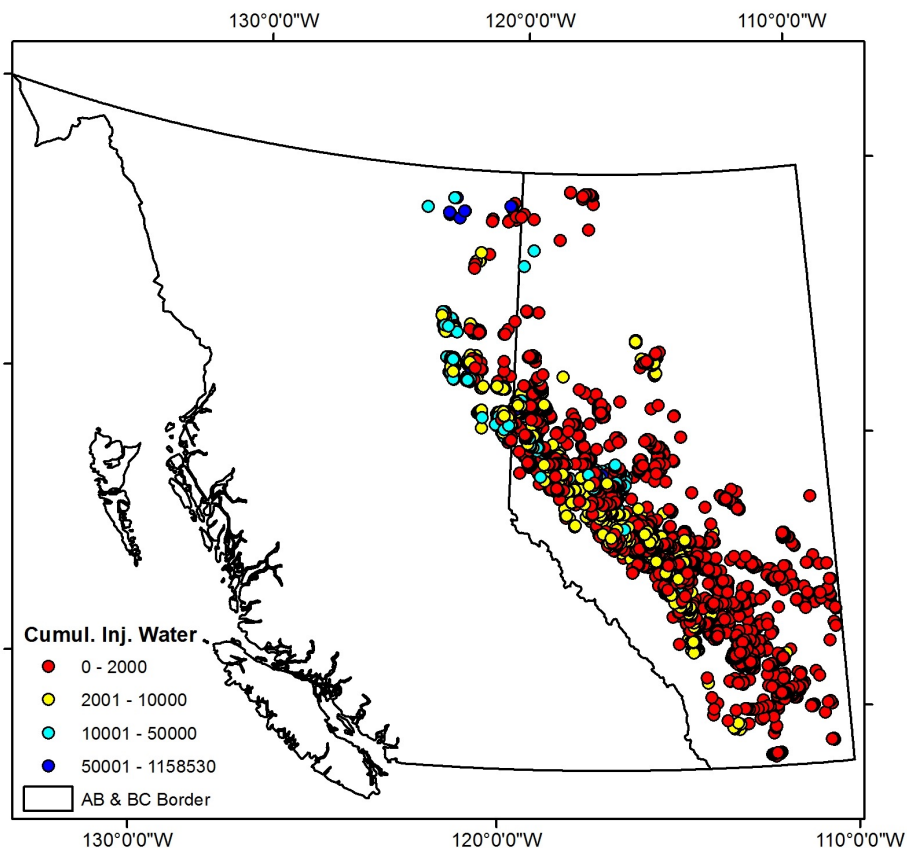 130°0'0"W 120°0'0"W 110°0'0"W
Cumul. Inj. Water
0 - 2000
2001 - 10000
10001 - 50000
50001 - 1158530
AB & BC Border
130°0'0"W 120°0'0"W 110°0'0"W